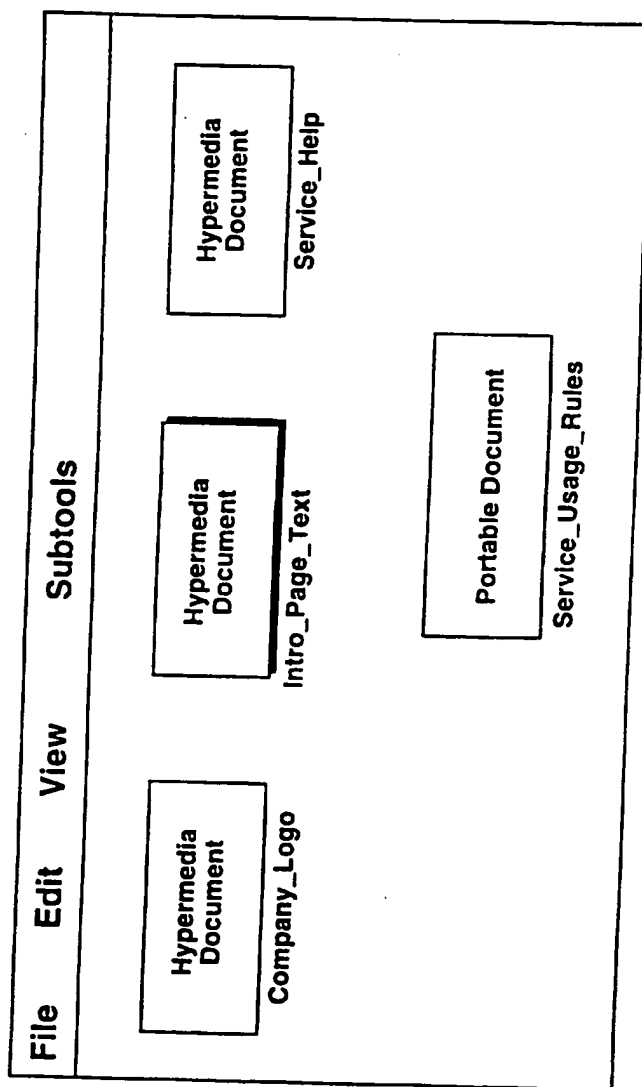 File Edit View Subtools
Hypermedia
Document
Company_Logo
Hypermedia
Document
Intro_Page_Text
Hypermedia
Document
Service_Help
Portable Document
Service_Usage_Rules